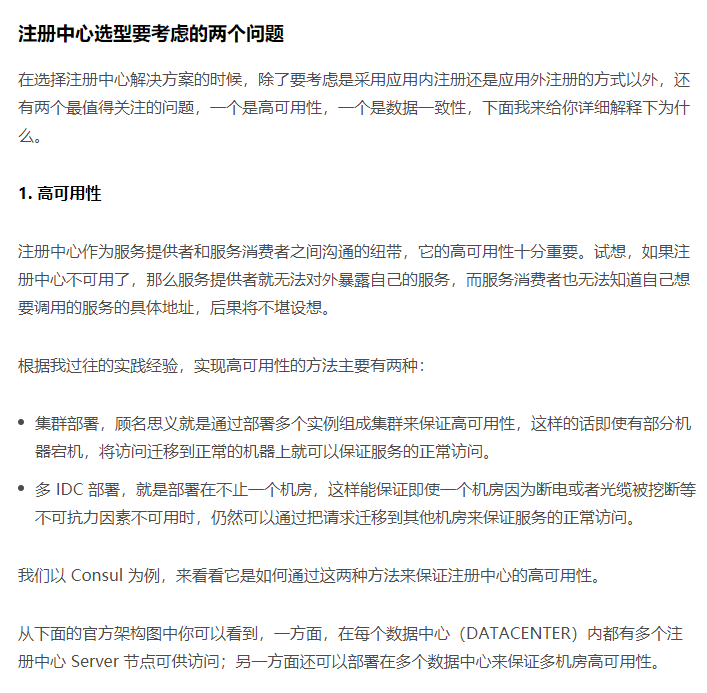 注册中心选型要考虑的两个问题
在选择注册中心解决方案的时候，除了要考虑是采用应用内注册还是应用外注册的方式以外，还
有两个最值得关注的问题，一个是高可用性，一个是数据一致性，下面我来给你详细解释下为什
么。
1. 高可用性
注册中心作为服务提供者和服务消费者之间沟通的纽带，它的高可用性十分重要。试想，如果注
册中心不可用了，那么服务提供者就无法对外暴露自己的服务，而服务消费者也无法知道自己想
要调用的服务的具体地址，后果将不堪设想。
根据我过往的实践经验，实现高可用性的方法主要有两种：
• 集群部署，顾名思义就是通过部署多个实例组成集群来保证高可用性，这样的话即使有部分机
器宕机，将访问迁移到正常的机器上就可以保证服务的正常访问。
• 多 IDC 部署，就是部署在不止一个机房，这样能保证即使一个机房因为断电或者光缆被挖断等
不可抗力因素不可用时，仍然可以通过把请求迁移到其他机房来保证服务的正常访问。
我们以 Consul 为例，来看看它是如何通过这两种方法来保证注册中心的高可用性。
从下面的官方架构图中你可以看到，一方面，在每个数据中心（DATACENTER）内都有多个注
册中心 Server 节点可供访问；另一方面还可以部署在多个数据中心来保证多机房高可用性。